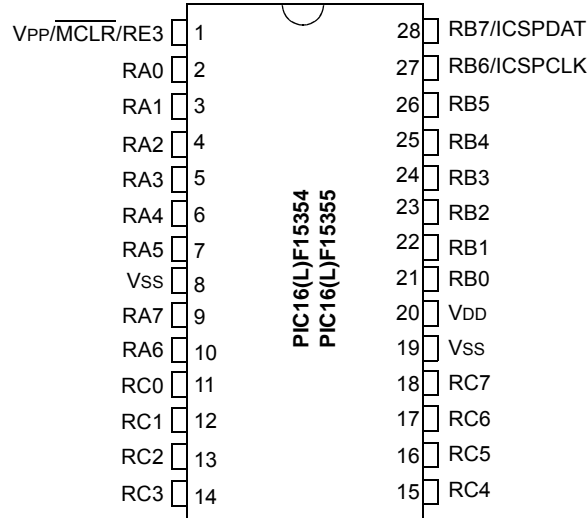 VPP/MCLR/RE3 1
RA0 2
RA1 3
RA2 4
RA3 5
RA4 6
RA5 7
VSS 8
RA7 9
RA6 10
RC0 11
RC1 12
RC2 13
RC3 14
PIC16(L)F15354
PIC16(L)F15355
28 RB7/ICSPDAT
27 RB6/ICSPCLK
26 RB5
25 RB4
24 RB3
23 RB2
22 RB1
21 RB0
20 VDD
19 VSS
18 RC7
17 RC6
16 RC5
15 RC4